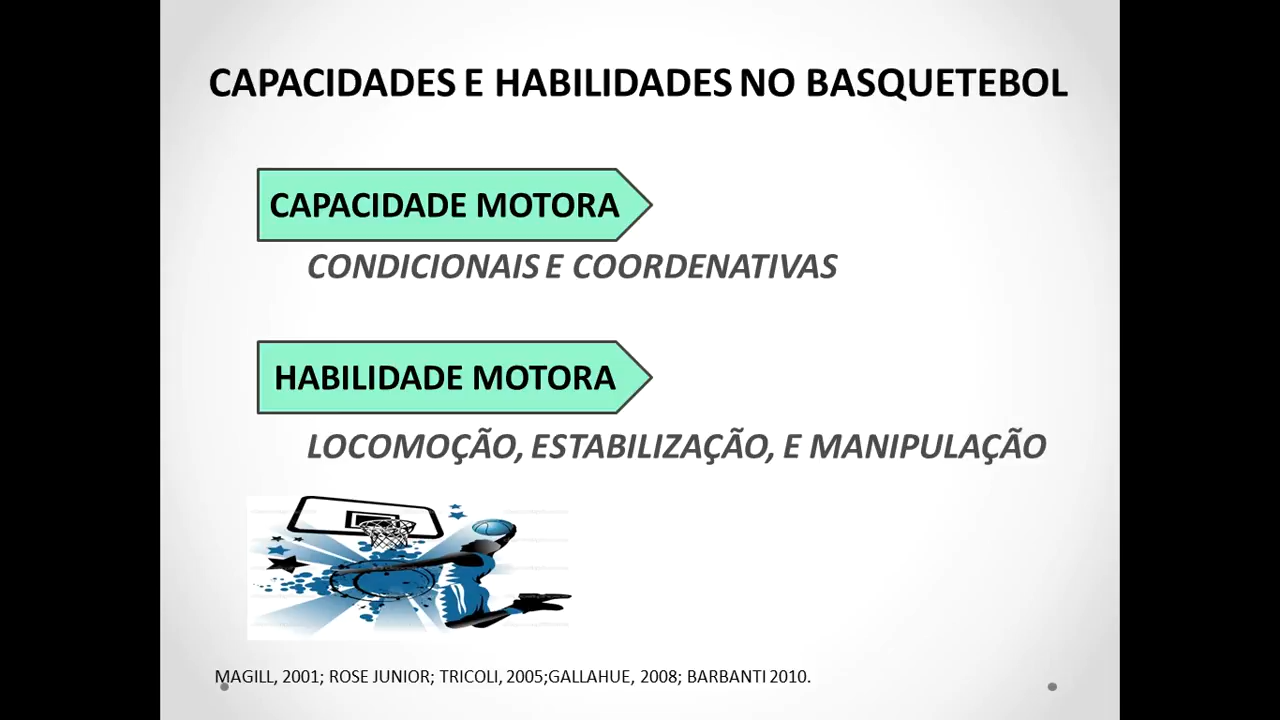 CAPACIDADES E HABILIDADES NO BASQUETEBOL
CAPACIDADE MOTORA
CONDICIONAIS E COORDENATIVAS
HABILIDADE MOTORA
LOCOMOÇÃO, ESTABILIZAÇÃO, E MANIPULAÇÃO
MAGILL, 2001; ROSE JUNIOR; TRICOLI, 2005;GALLAHUE, 2008; BARBANTI 2010.